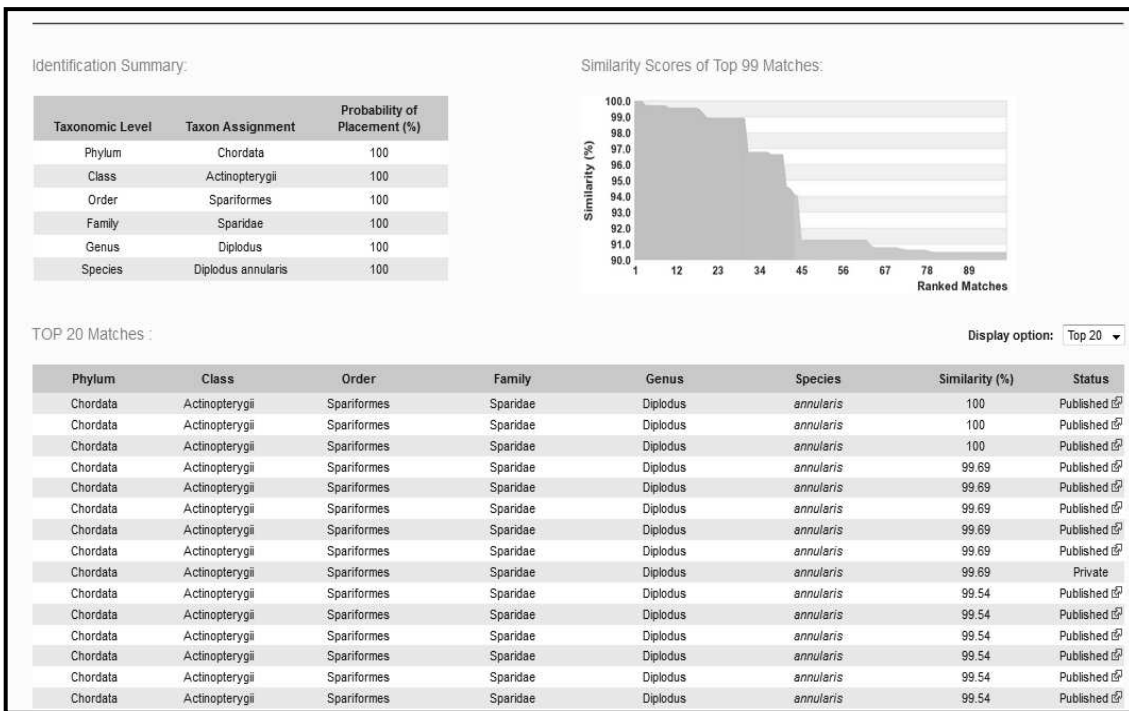 Identification Summary:
Taxonomic Level Taxon Assignment Probability of Placement (%)
Phylum Chordata 100
Class Actinopterygii 100
Order Spariformes 100
Family Sparidae 100
Genus Diplodus 100
Species Diplodus annularis 100
Similarity Scores of Top 99 Matches:
Similarity (%)
100.0
99.0
98.0
97.0
96.0
95.0
94.0
93.0
92.0
91.0
90.0
1 12 23 34 45 56 67 78 89
Ranked Matches
TOP 20 Matches :
Display option: Top 20
Phylum Class Order Family Genus Species Similarity (%) Status
Chordata Actinopterygii Spariformes Sparidae Diplodus annularis 100 Published
Chordata Actinopterygii Spariformes Sparidae Diplodus annularis 100 Published
Chordata Actinopterygii Spariformes Sparidae Diplodus annularis 100 Published
Chordata Actinopterygii Spariformes Sparidae Diplodus annularis 99.69 Published
Chordata Actinopterygii Spariformes Sparidae Diplodus annularis 99.69 Published
Chordata Actinopterygii Spariformes Sparidae Diplodus annularis 99.69 Published
Chordata Actinopterygii Spariformes Sparidae Diplodus annularis 99.69 Published
Chordata Actinopterygii Spariformes Sparidae Diplodus annularis 99.69 Published
Chordata Actinopterygii Spariformes Sparidae Diplodus annularis 99.69 Private
Chordata Actinopterygii Spariformes Sparidae Diplodus annularis 99.54 Published
Chordata Actinopterygii Spariformes Sparidae Diplodus annularis 99.54 Published
Chordata Actinopterygii Spariformes Sparidae Diplodus annularis 99.54 Published
Chordata Actinopterygii Spariformes Sparidae Diplodus annularis 99.54 Published
Chordata Actinopterygii Spariformes Sparidae Diplodus annularis 99.54 Published
Chordata Actinopterygii Spariformes Sparidae Diplodus annularis 99.54 Published